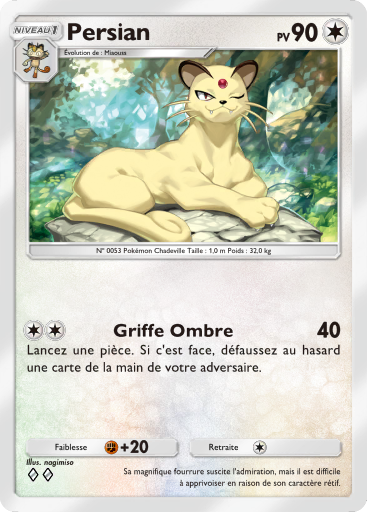 NIVEAU 1
Persian
PV 90
Évolution de : Miaouss
N° 0053 Pokémon Chadeville Taille : 1,0 m Poids : 32,0 kg
Griffe Ombre 40
Lancez une pièce. Si c'est face, défaussez au hasard
une carte de la main de votre adversaire.
Faiblesse +20 Retraite
Illus. nagimiso
Sa magnifique fourrure suscite l'admiration, mais il est difficile
à apprivoiser en raison de son caractère rétif.